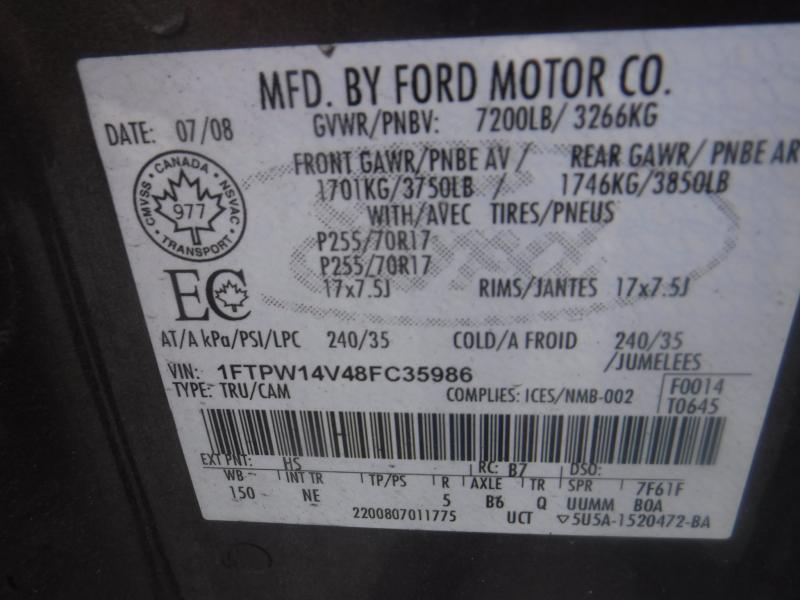 MFD. BY FORD MOTOR CO.
DATE: 07/08 GVWR/PNBV: 7200LB/ 3266KG
FRONT GAWR/PNBE AV / REAR GAWR/ PNBE AR
1701KG/3750LB / 1746KG/3850LB
WITH/AVEC TIRES/PNEUS
CANADA
CMVSS NSVAC
977
TRANSPORT
P255/70R17
P255/70R17
17x7.5J RIMS/JANTES 17x7.5J
EC
AT/A kPa/PSI/LPC 240/35 COLD/A FROID 240/35
/JUMELEES
VIN: 1FTPW14V48FC35986
TYPE: TRU/CAM COMPLIES: ICES/NMB-002
F0014
T0645
EXT PNT: HS RC: B7 DSO:
WB INT TR TP/PS R AXLE TR SPR 7F61F
150 NE 5 B6 Q UUMM BOA
2200807011775 UCT ▽5U5A-1520472-BA